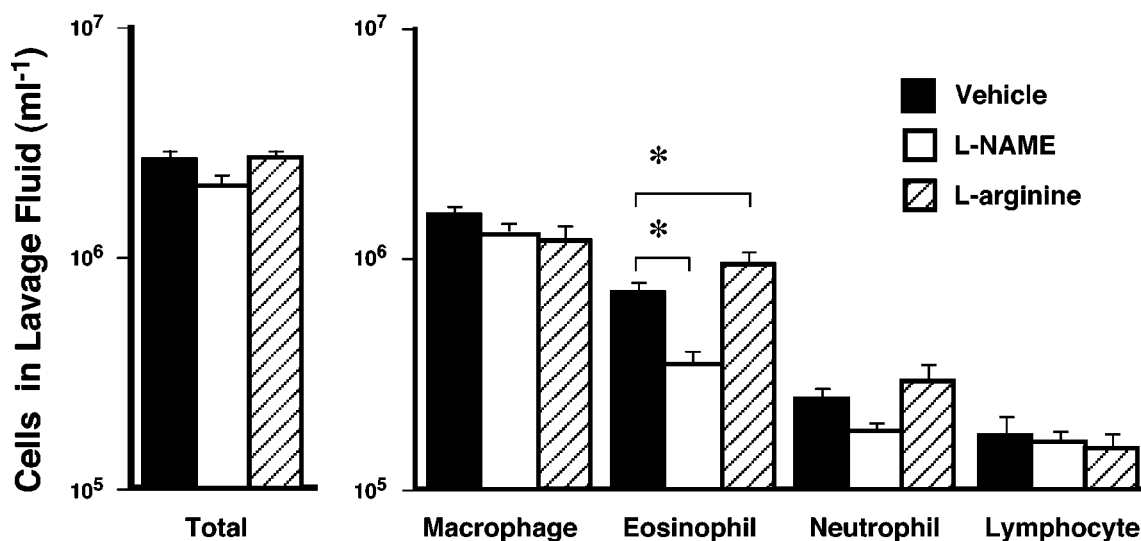 Cells in Lavage Fluid (ml⁻¹)
10⁷
10⁶
10⁵
Total
10⁷
10⁶
10⁵
*
*
Vehicle
L-NAME
L-arginine
Macrophage Eosinophil Neutrophil Lymphocyte